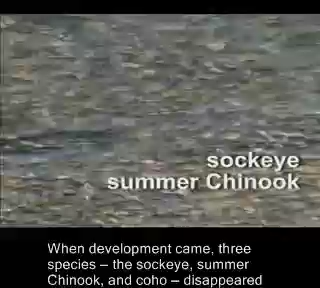 sockeye
summer Chinook
When development came, three
species – the sockeye, summer
Chinook, and coho – disappeared